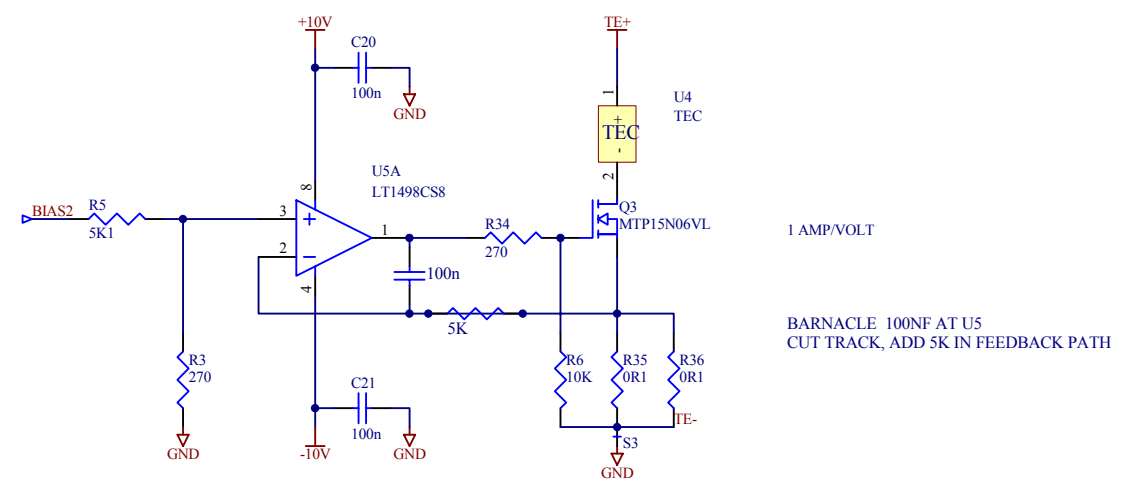 +10V
TE+
C20
100n
GND
1
U4
TEC
+
TEC
-
2
U5A
LT1498CS8
8
BIAS2
R5
5K1
3
+
2
-
1
4
R34
270
Q3
MTP15N06VL
1 AMP/VOLT
100n
5K
BARNACLE 100NF AT U5
CUT TRACK, ADD 5K IN FEEDBACK PATH
R3
270
R6
10K
R35
0R1
R36
0R1
C21
100n
TE-
S3
GND
-10V
GND
GND